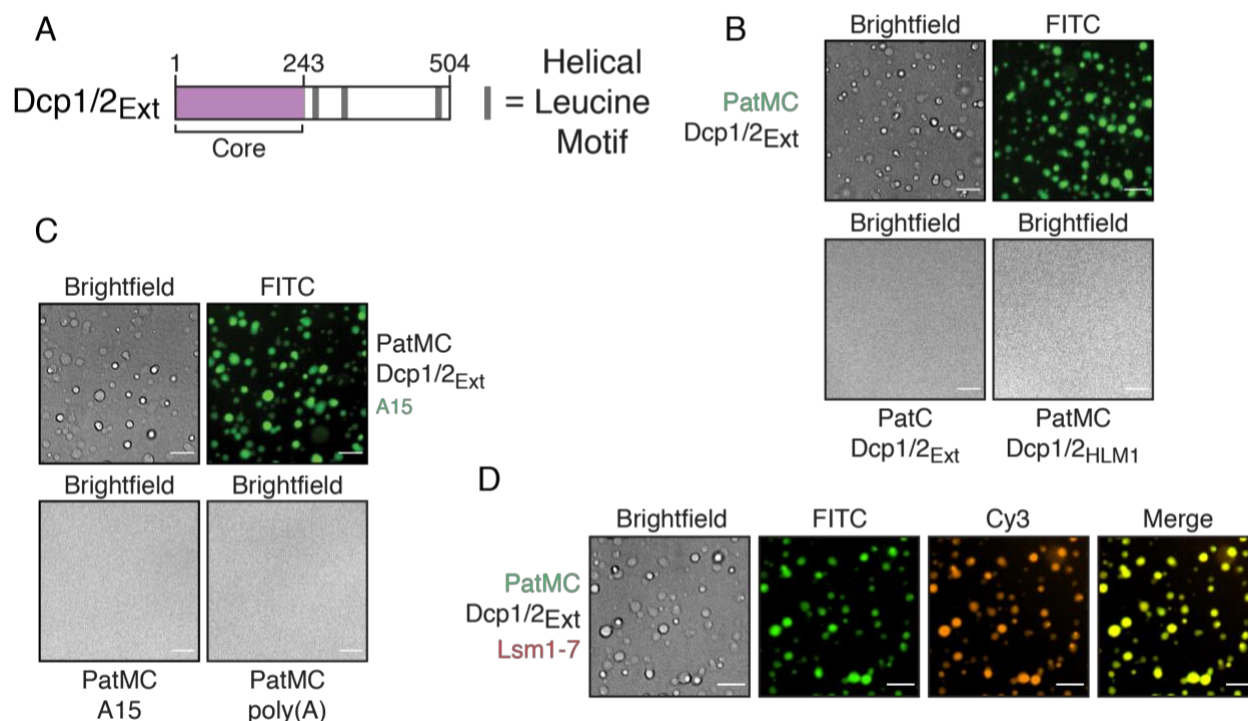 A
1 243 504
Dcp1/2Ext
Core
= Helical
Leucine
Motif
B
Brightfield FITC
PatMC
Dcp1/2Ext
Brightfield Brightfield
PatC PatMC
Dcp1/2Ext Dcp1/2HLM1
C
Brightfield FITC
PatMC
Dcp1/2Ext
A15
Brightfield Brightfield
PatMC PatMC
A15 poly(A)
D
Brightfield FITC Cy3 Merge
PatMC
Dcp1/2Ext
Lsm1-7